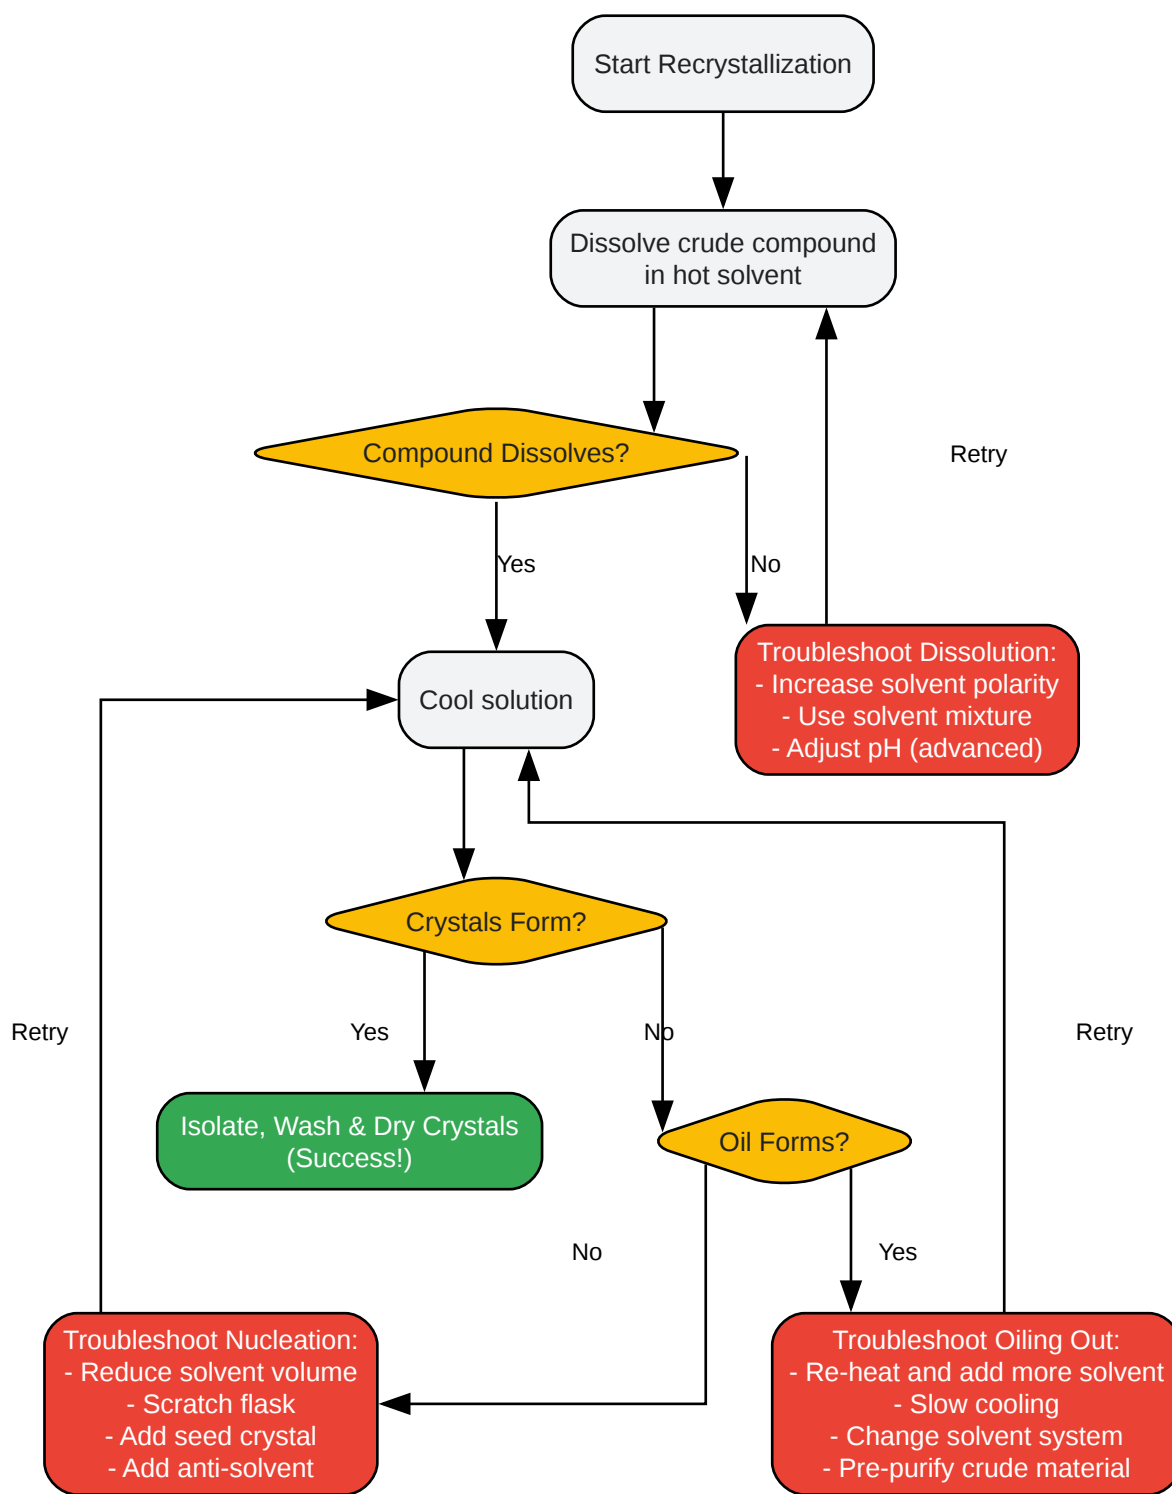 Start Recrystallization
Dissolve crude compound
in hot solvent
Compound Dissolves?
Retry
Yes
No
Troubleshoot Dissolution:
- Increase solvent polarity
- Use solvent mixture
- Adjust pH (advanced)
Cool solution
Crystals Form?
Retry
Yes
No
Retry
Isolate, Wash & Dry Crystals
(Success!)
Oil Forms?
No
Yes
Troubleshoot Nucleation:
- Reduce solvent volume
- Scratch flask
- Add seed crystal
- Add anti-solvent
Troubleshoot Oiling Out:
- Re-heat and add more solvent
- Slow cooling
- Change solvent system
- Pre-purify crude material